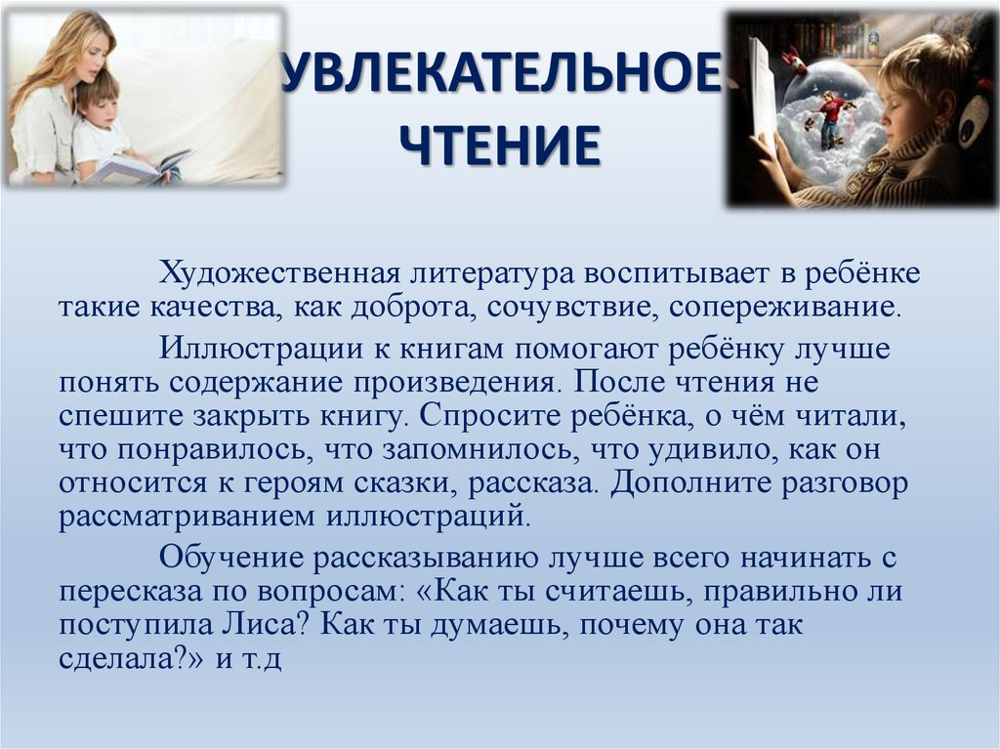 УВЛЕКАТЕЛЬНОЕ
ЧТЕНИЕ
Художественная литература воспитывает в ребёнке
такие качества, как доброта, сочувствие, сопереживание.
Иллюстрации к книгам помогают ребёнку лучше
понять содержание произведения. После чтения не
спешите закрыть книгу. Спросите ребёнка, о чём читали,
что понравилось, что запомнилось, что удивило, как он
относится к героям сказки, рассказа. Дополните разговор
рассматриванием иллюстраций.
Обучение рассказыванию лучше всего начинать с
пересказа по вопросам: «Как ты считаешь, правильно ли
поступила Лиса? Как ты думаешь, почему она так
сделала?» и т.д